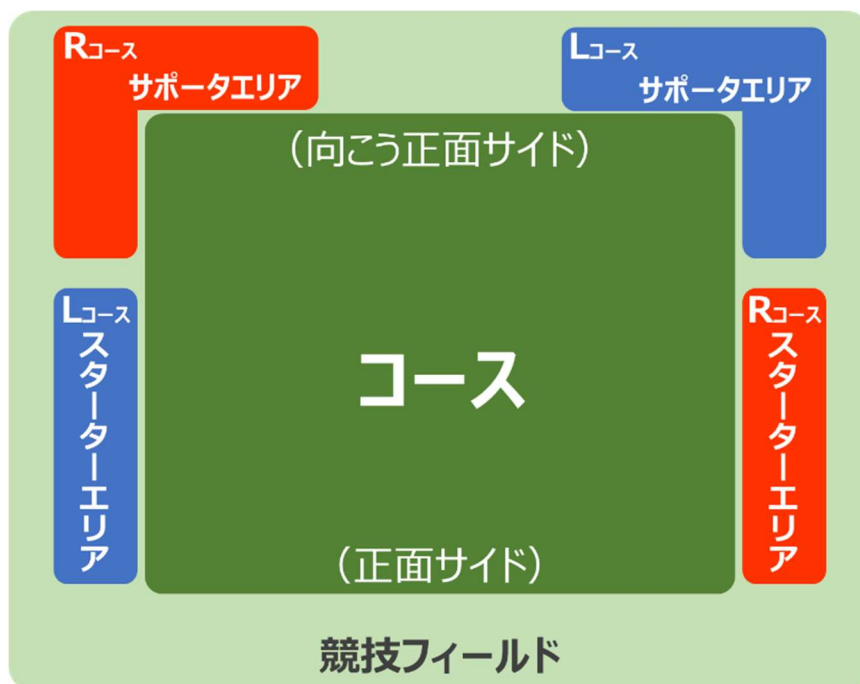 Rコース
サポータエリア
Lコース
サポータエリア
(向こう正面サイド)
Lコース
スターターエリア
コース
Rコース
スターターエリア
(正面サイド)
競技フィールド